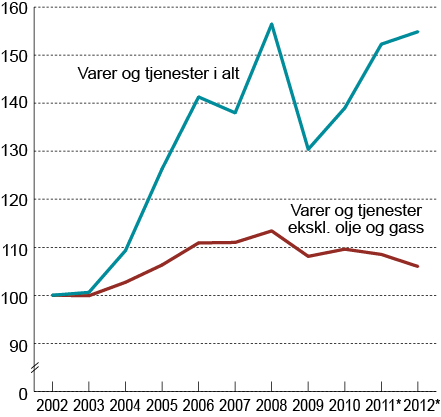 160
150
Varer og tjenester i alt
140
130
120
Varer og tjenester
ekskl. olje og gass
110
100
90
0
2002 2003 2004 2005 2006 2007 2008 2009 2010 2011* 2012*